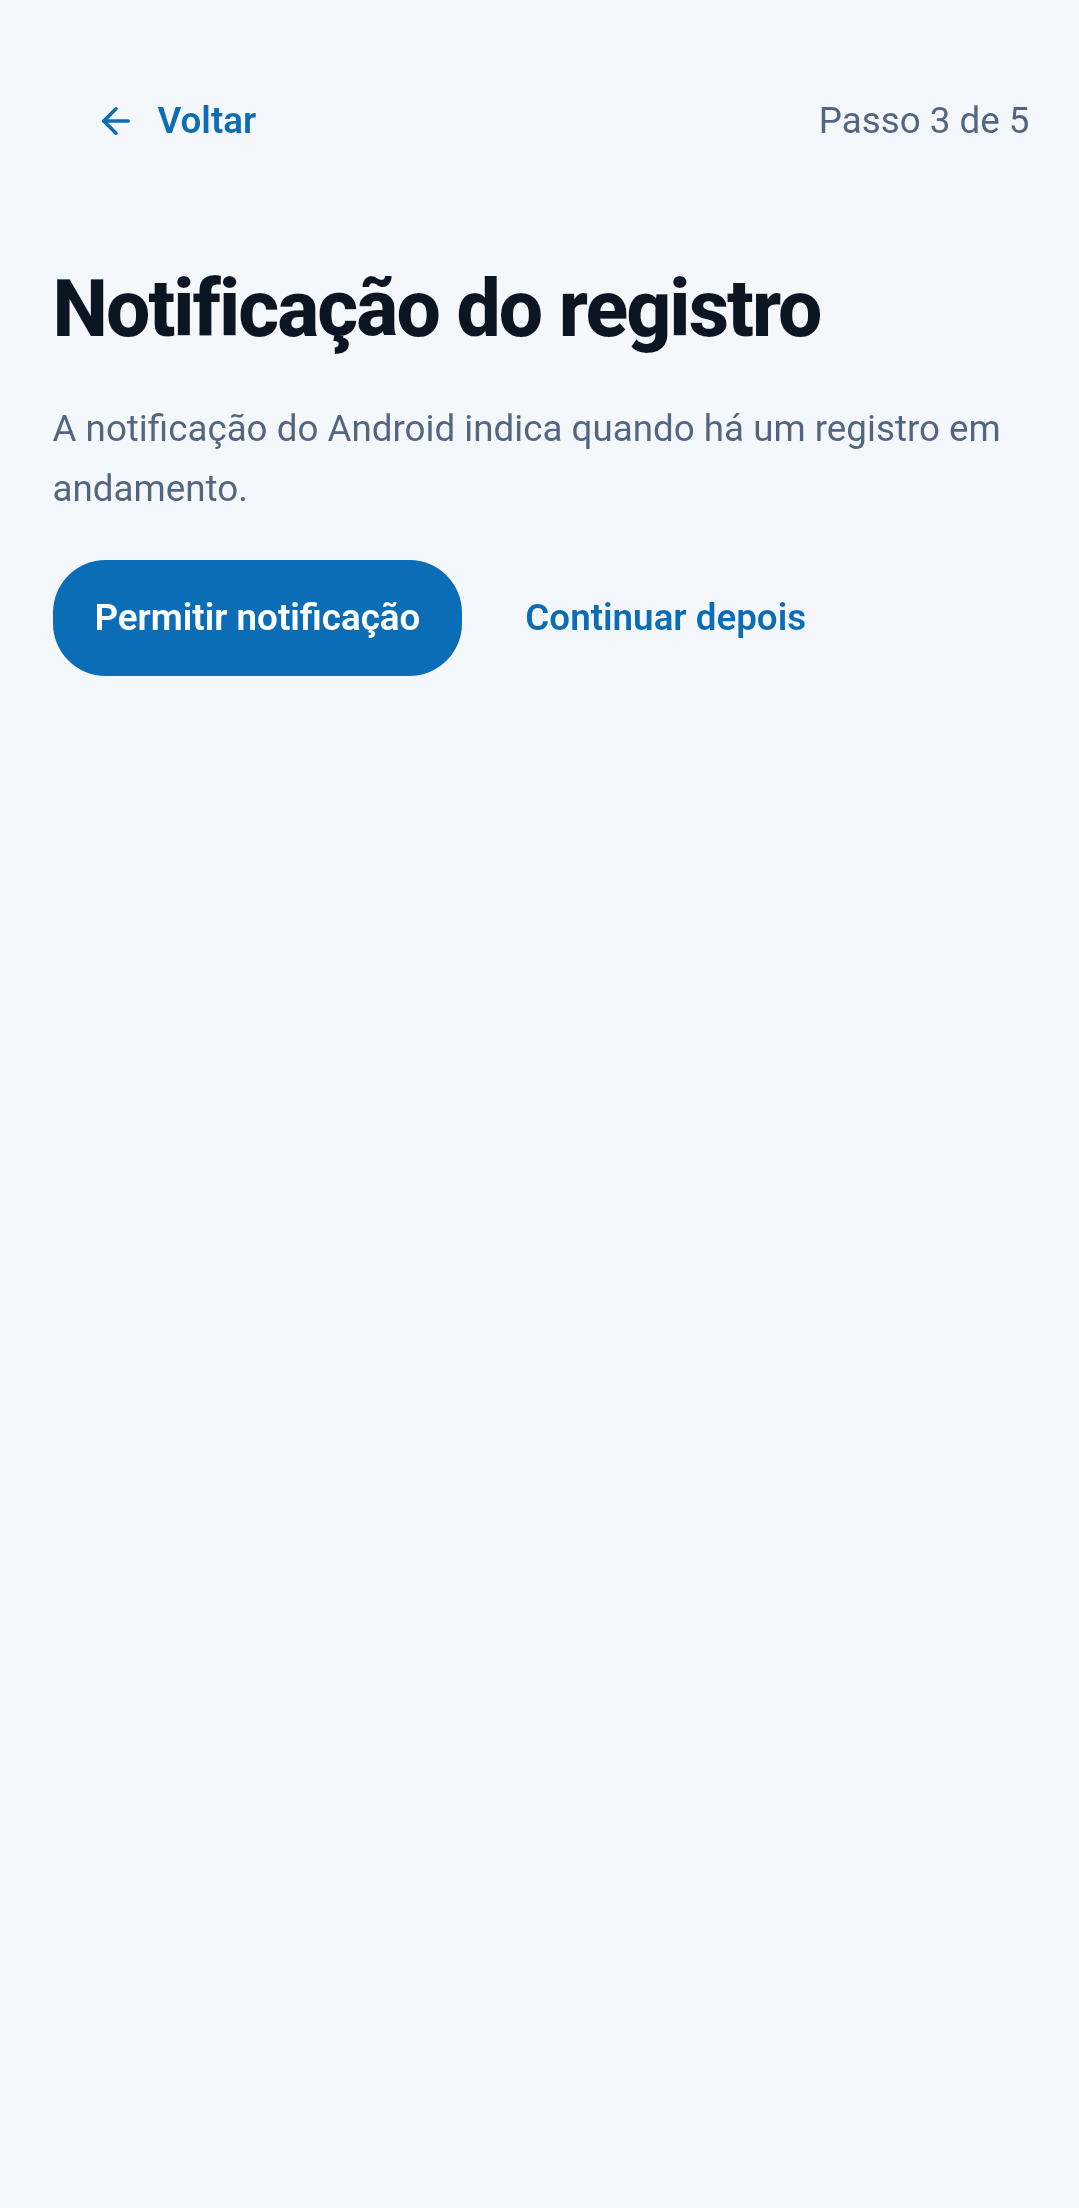 Voltar
Passo 3 de 5
Notificação do registro
A notificação do Android indica quando há um registro em
andamento.
Permitir notificação
Continuar depois